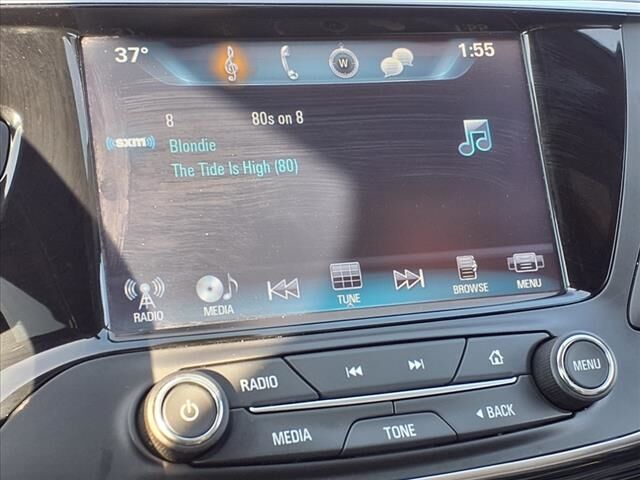 37° W 1:55
8 80s on 8
sxm Blondie
The Tide Is High (80)
RADIO MEDIA TUNE BROWSE MENU
RADIO MENU
MEDIA TONE BACK